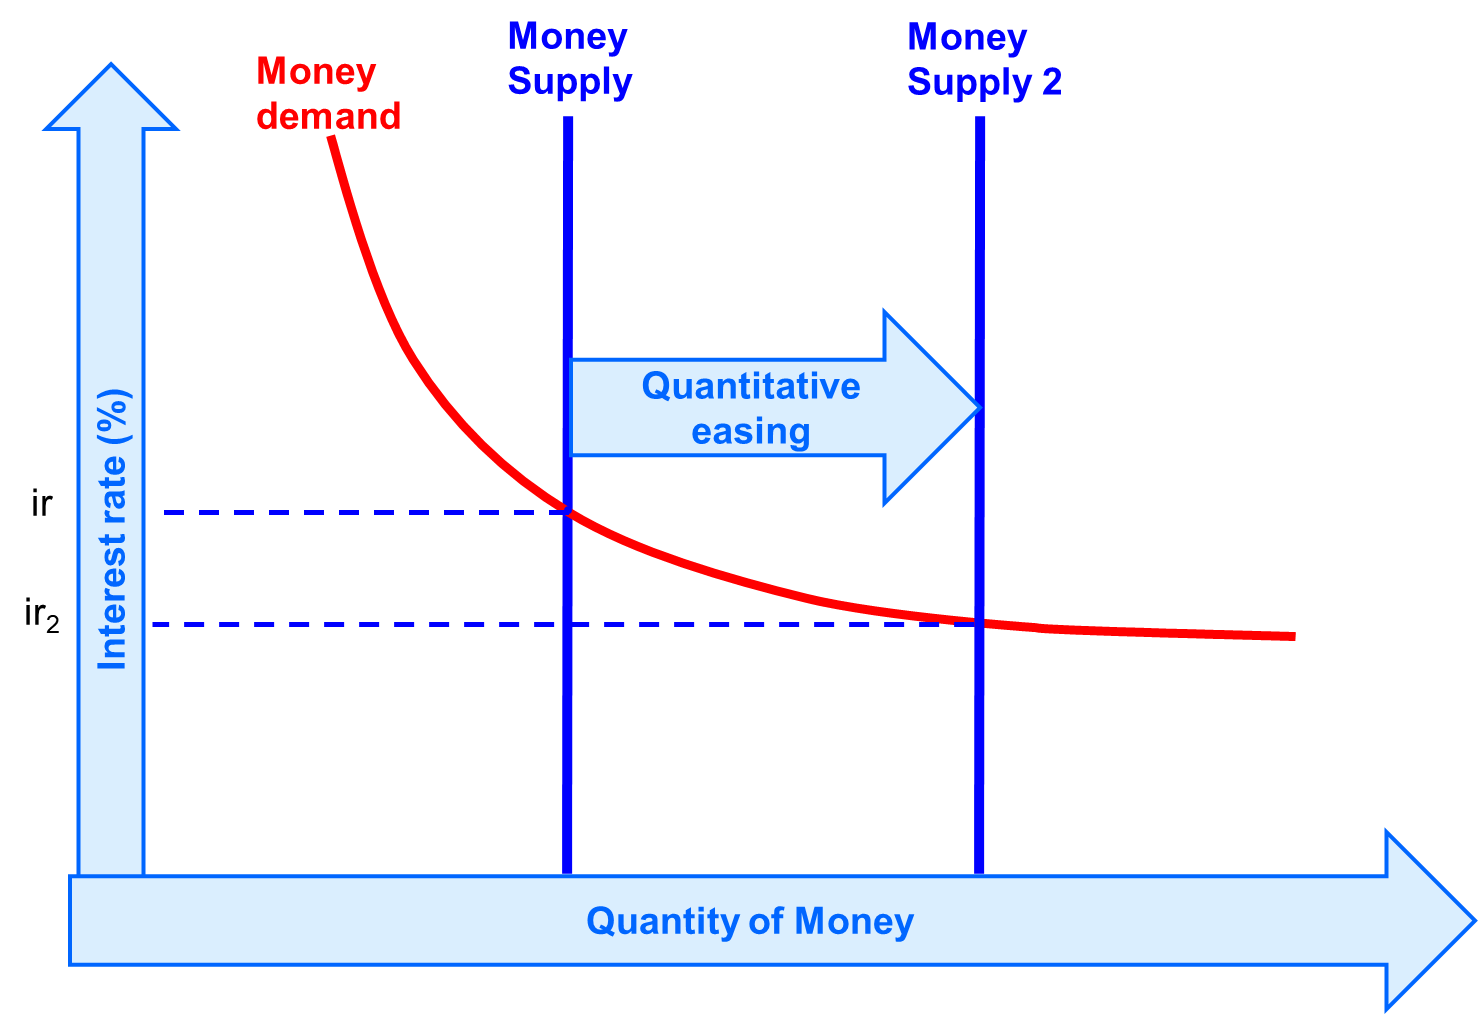 Money
demand
Money
Supply
Money
Supply 2
Quantitative
easing
Interest rate (%)
ir
ir₂
Quantity of Money